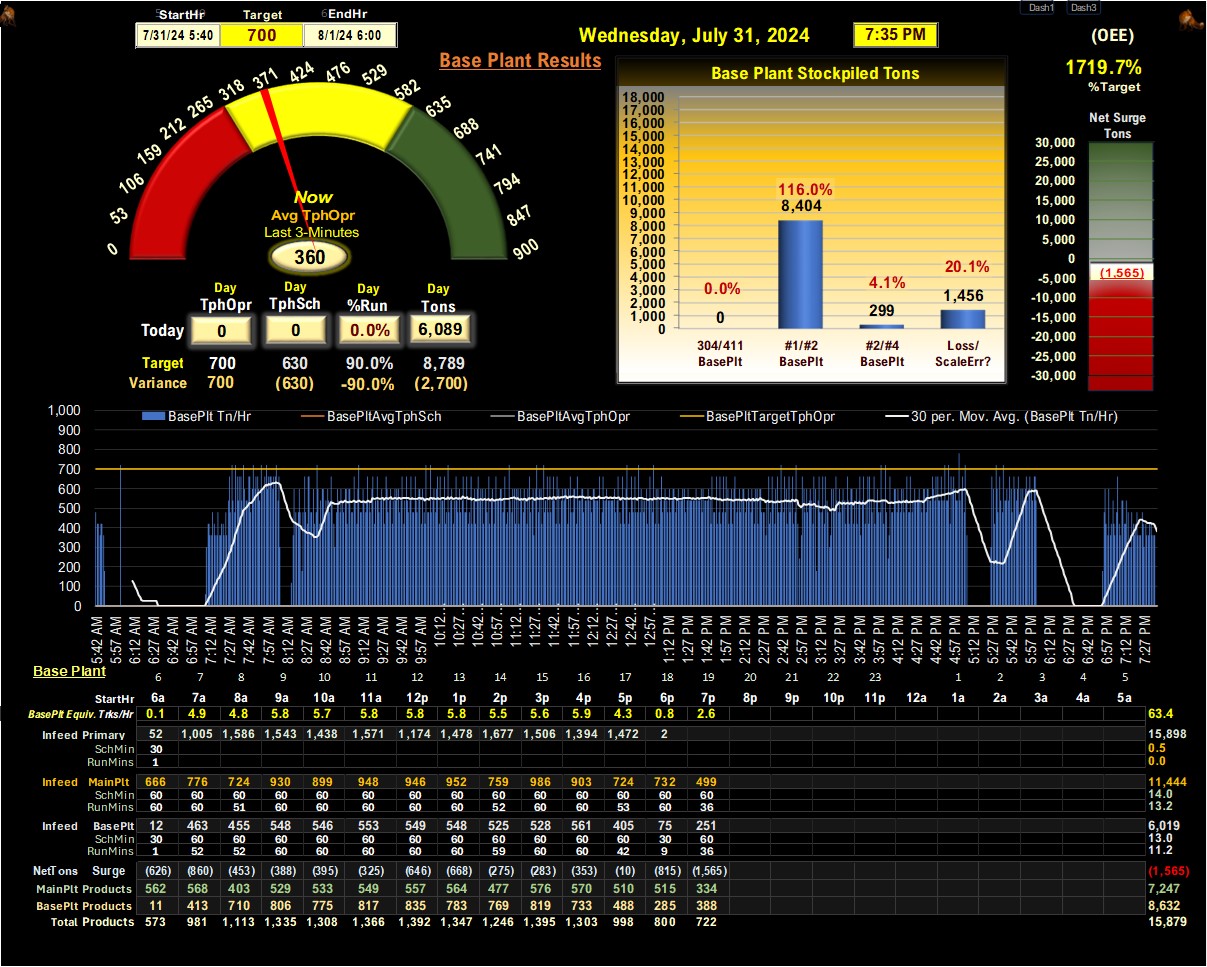 StartHr Target EndHr
7/31/24 5:40 700 8/1/24 6:00
Wednesday, July 31, 2024 7:35 PM
Dash1 Dash3
(OEE)
1719.7%
%Target
Base Plant Results
0 53 106 159 212 265 318 371 424 476 529 582 635 688 741 794 847 900
Now
Avg TphOpr
Last 3-Minutes
360
Day Day Day Day
TphOpr TphSch %Run Tons
Today 0 0 0.0% 6,089
Target 700 630 90.0% 8,789
Variance 700 (630) -90.0% (2,700)
Base Plant Stockpiled Tons
18,000
17,000
16,000
15,000
14,000
13,000
12,000
11,000
10,000
9,000
8,000
7,000
6,000
5,000
4,000
3,000
2,000
1,000
0
0.0% 116.0% 4.1% 20.1%
0 8,404 299 1,456
304/411 #1/#2 #2/#4 Loss/
BasePlt BasePlt BasePlt ScaleErr?
Net Surge
Tons
30,000
25,000
20,000
15,000
10,000
5,000
0
-5,000
-10,000
-15,000
-20,000
-25,000
-30,000
(1,565)
BasePlt Tn/Hr BasePltAvgTphSch BasePltAvgTphOpr BasePltTargetTphOpr 30 per. Mov. Avg. (BasePlt Tn/Hr)
1,000
900
800
700
600
500
400
300
200
100
0
5:42 AM 5:57 AM 6:12 AM 6:27 AM 6:42 AM 6:57 AM 7:12 AM 7:27 AM 7:42 AM 7:57 AM 8:12 AM 8:27 AM 8:42 AM 8:57 AM 9:12 AM 9:27 AM 9:42 AM 9:57 AM 10:12... 10:27... 10:42... 10:57... 11:12... 11:27... 11:42... 11:57... 12:12... 12:27... 12:42... 12:57... 1:12 PM 1:27 PM 1:42 PM 1:57 PM 2:12 PM 2:27 PM 2:42 PM 2:57 PM 3:12 PM 3:27 PM 3:42 PM 3:57 PM 4:12 PM 4:27 PM 4:42 PM 4:57 PM 5:12 PM 5:27 PM 5:42 PM 5:57 PM 6:12 PM 6:27 PM 6:42 PM 6:57 PM 7:12 PM 7:27 PM
Base Plant
6 7 8 9 10 11 12 13 14 15 16 17 18 19 20 21 22 23 0 1 2 3 4 5
StartHr 6a 7a 8a 9a 10a 11a 12p 1p 2p 3p 4p 5p 6p 7p 8p 9p 10p 11p 12a 1a 2a 3a 4a 5a
BasePlt Equiv. Trks/Hr 0.1 4.9 4.8 5.8 5.7 5.8 5.8 5.8 5.5 5.6 5.9 4.3 0.8 2.6 63.4
Infeed Primary 52 1,005 1,586 1,543 1,438 1,571 1,174 1,478 1,677 1,506 1,394 1,472 2 15,898
SchMin 30 0.5
RunMins 1 0.0
Infeed MainPlt 666 776 724 930 899 948 946 952 759 986 903 724 732 499 11,444
SchMin 60 60 60 60 60 60 60 60 60 60 60 60 60 60 14.0
RunMins 60 60 51 60 60 60 60 60 52 60 60 53 60 36 13.2
Infeed BasePlt 12 463 455 548 546 553 549 548 525 528 561 405 75 251 6,019
SchMin 30 60 60 60 60 60 60 60 60 60 60 60 30 60 13.0
RunMins 1 52 52 60 60 60 60 60 59 60 60 42 9 36 11.2
NetTons Surge (626) (860) (453) (388) (395) (325) (646) (668) (275) (283) (353) (10) (815) (1,565) (1,565)
MainPlt Products 562 568 403 529 533 549 557 564 477 576 570 510 515 334 7,247
BasePlt Products 11 413 710 806 775 817 835 783 769 819 733 488 285 388 8,632
Total Products 573 981 1,113 1,335 1,308 1,366 1,392 1,347 1,246 1,395 1,303 998 800 722 15,879